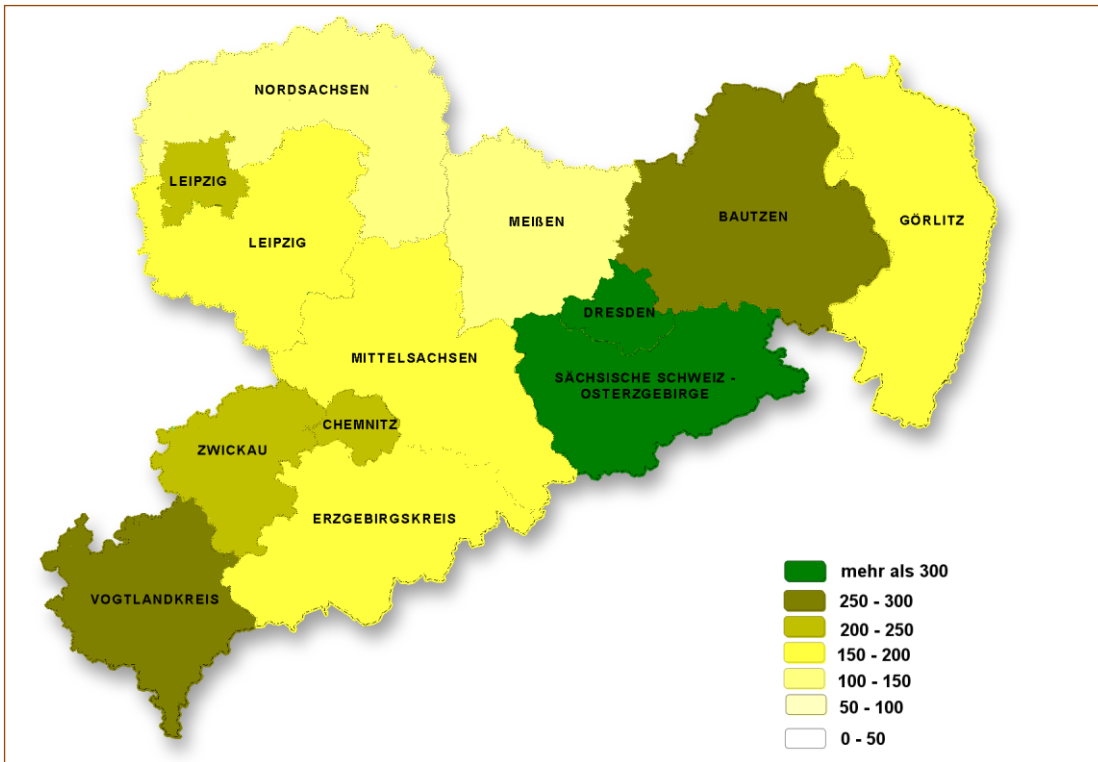 NORDSACHSEN
LEIPZIG
LEIPZIG
MEIßEN
BAUTZEN
GÖRLITZ
DRESDEN
MITTELSACHSEN
SÄCHSISCHE SCHWEIZ -
OSTERZGEBIRGE
CHEMNITZ
ZWICKAU
ERZGEBIRGSKREIS
VOGTLANDKREIS
mehr als 300
250 - 300
200 - 250
150 - 200
100 - 150
50 - 100
0 - 50